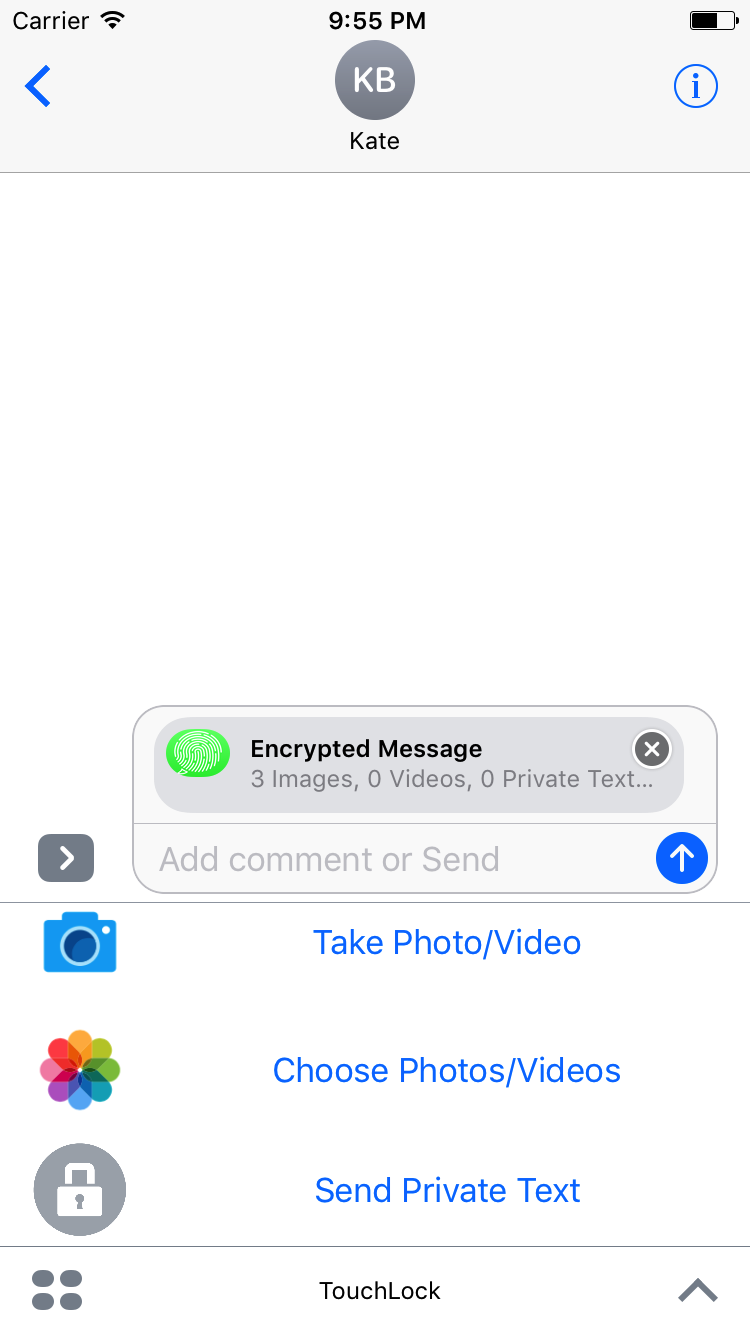 Carrier 9:55 PM
KB
Kate
Encrypted Message
3 Images, 0 Videos, 0 Private Text...
Add comment or Send
Take Photo/Video
Choose Photos/Videos
Send Private Text
TouchLock